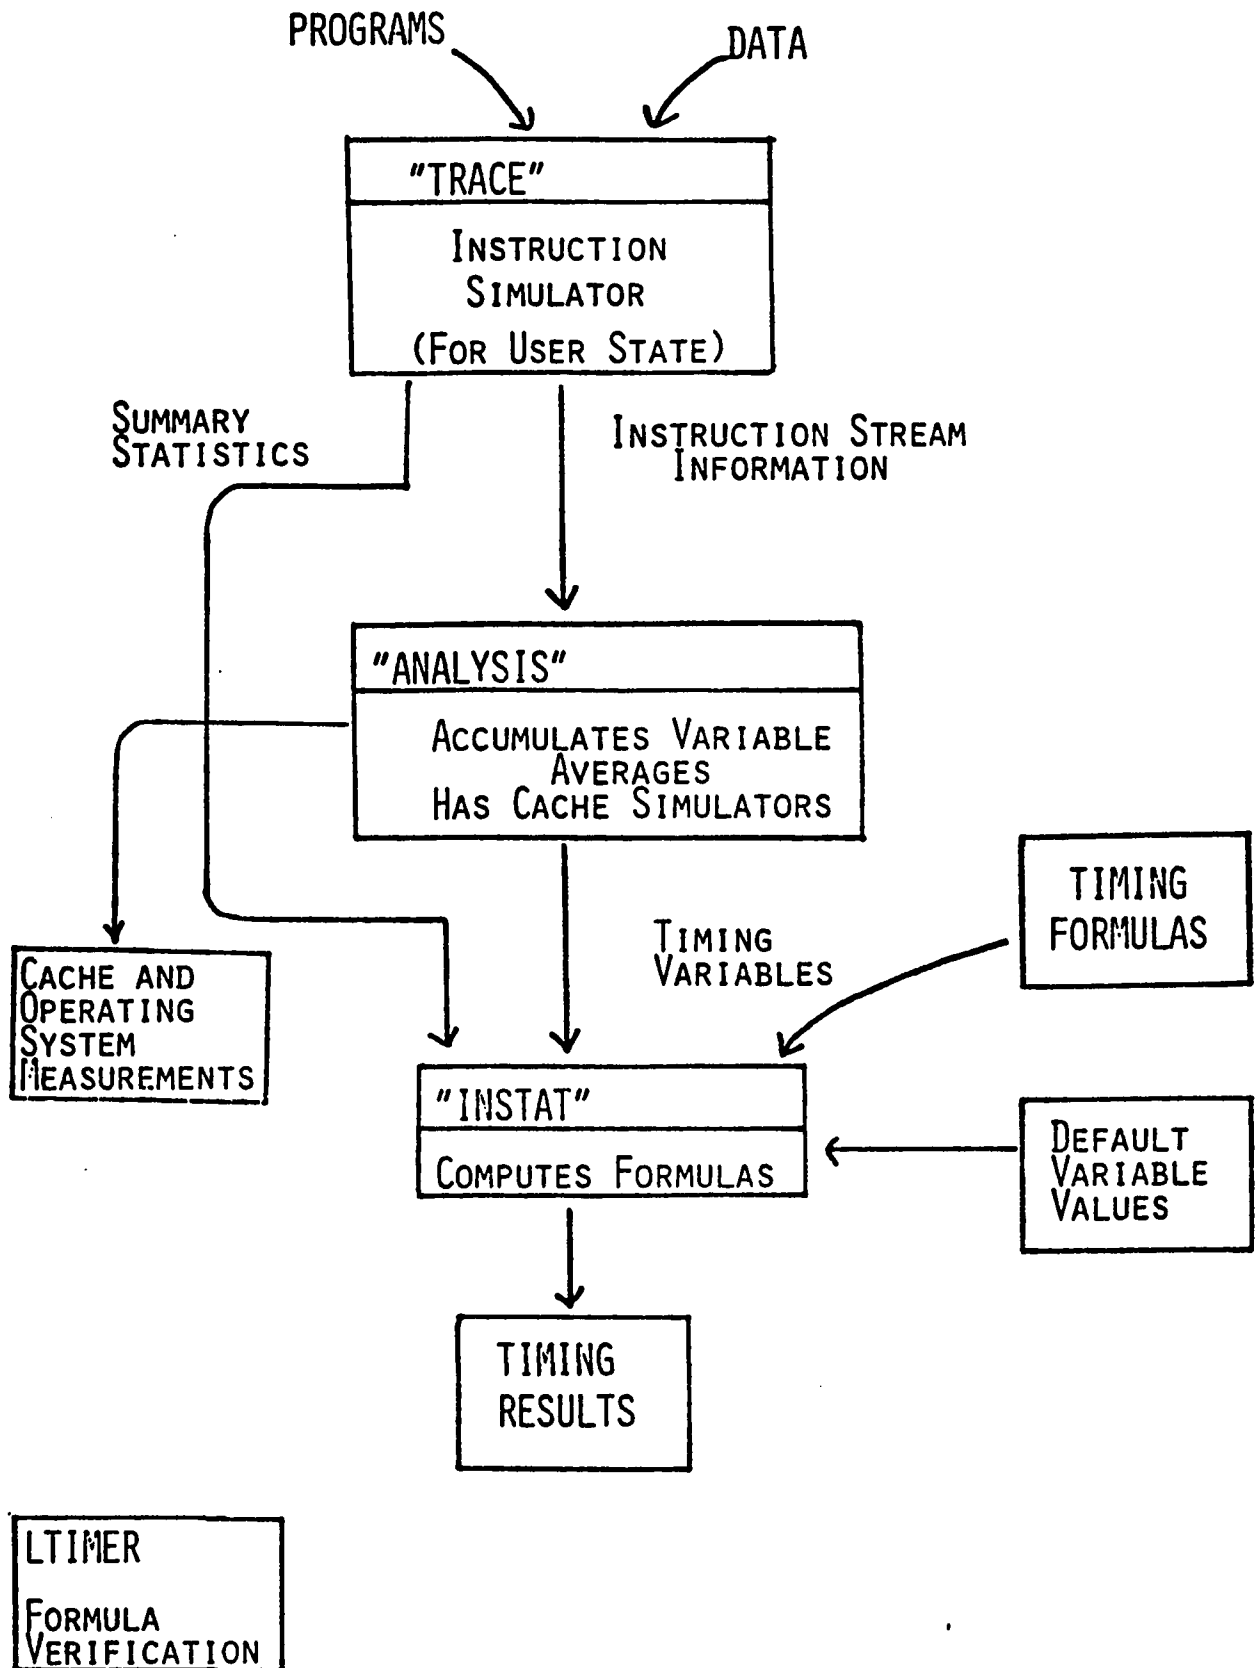 PROGRAMS
DATA
"TRACE"
INSTRUCTION
SIMULATOR
(FOR USER STATE)
SUMMARY
STATISTICS
INSTRUCTION STREAM
INFORMATION
"ANALYSIS"
ACCUMULATES VARIABLE
AVERAGES
HAS CACHE SIMULATORS
TIMING
FORMULAS
TIMING
VARIABLES
CACHE AND
OPERATING
SYSTEM
MEASUREMENTS
"INSTAT"
COMPUTES FORMULAS
DEFAULT
VARIABLE
VALUES
TIMING
RESULTS
LTIMER
FORMULA
VERIFICATION